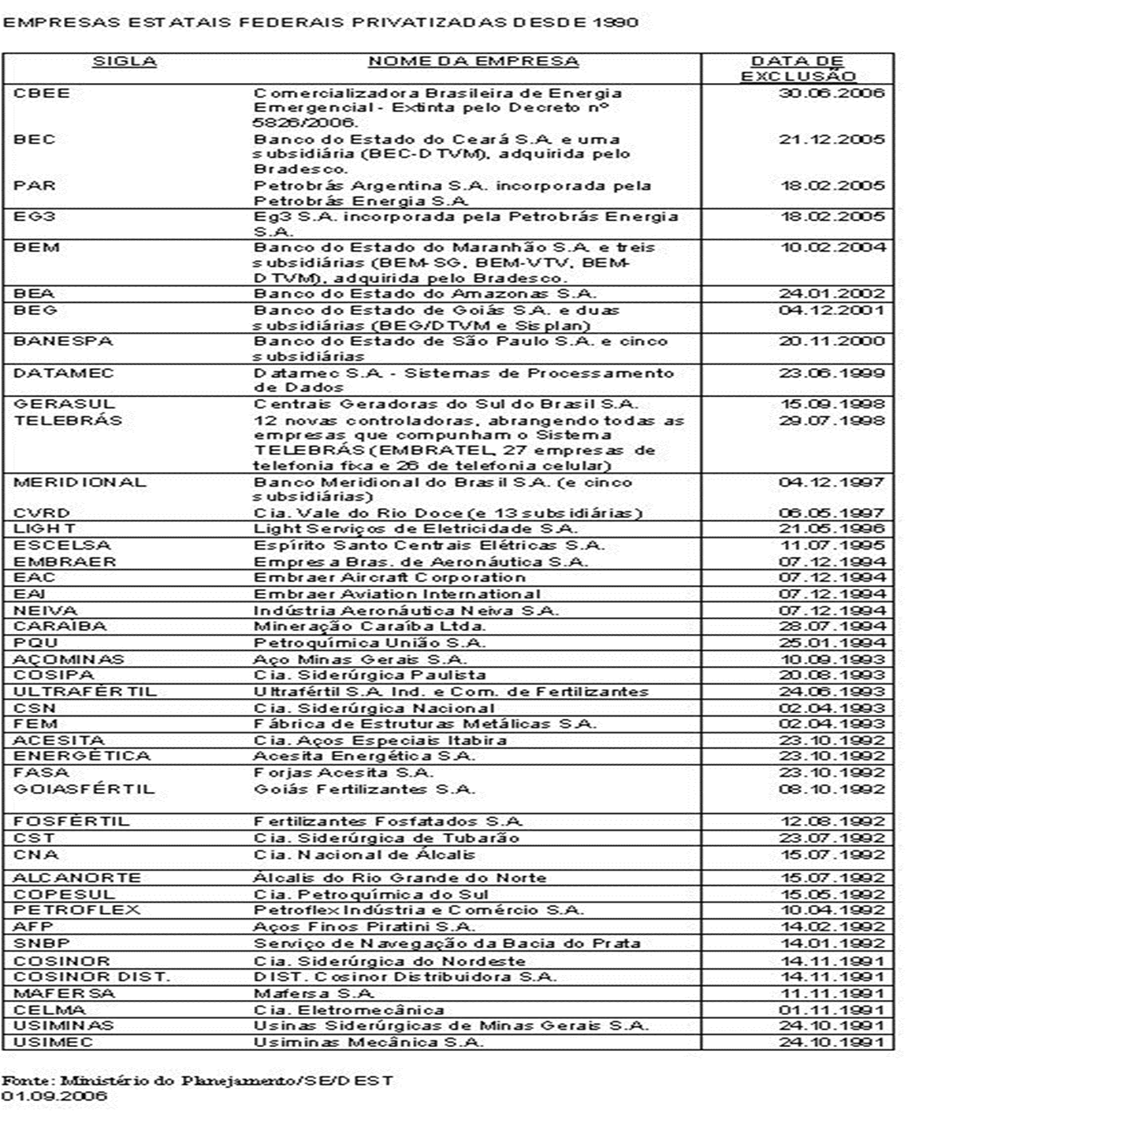 EMPRESAS ESTATAIS FEDERAIS PRIVATIZADAS DESDE 1990
SIGLA NOME DA EMPRESA DATA DE
EXCLUSÃO
CBEE Comercializadora Brasileira de Energia 30.06.2006
Emergencial - Extinta pelo Decreto nº
5826/2006.
BEC Banco do Estado do Ceará S.A. e uma 21.12.2005
subsidiária (BEC-DTVM), adquirida pelo
Bradesco.
PAR Petrobrás Argentina S.A. incorporada pela 18.02.2005
Petrobrás Energia S.A.
EG3 Eg3 S.A. incorporada pela Petrobrás Energia 18.02.2005
S.A.
BEM Banco do Estado do Maranhão S.A. e treis 10.02.2004
subsidiárias (BEM-SG, BEM-VTV, BEM-
DTVM), adquirida pelo Bradesco.
BEA Banco do Estado do Amazonas S.A. 24.01.2002
BEG Banco do Estado de Goiás S.A. e duas 04.12.2001
subsidiárias (BEG/DTVM e Sisplan)
BANESPA Banco do Estado de São Paulo S.A. e cinco 20.11.2000
subsidiárias
DATAMEC Datamec S.A. - Sistemas de Processamento 23.06.1999
de Dados
GERASUL Centrais Geradoras do Sul do Brasil S.A. 15.09.1998
TELEBRÁS 12 novas controladoras, abrangendo todas as 29.07.1998
empresas que compunham o Sistema
TELEBRÁS (EMBRATEL, 27 empresas de
telefonia fixa e 26 de telefonia celular)
MERIDIONAL Banco Meridional do Brasil S.A. (e cinco 04.12.1997
subsidiárias)
CVRD Cia. Vale do Rio Doce (e 13 subsidiárias) 06.05.1997
LIGHT Light Serviços de Eletricidade S.A. 21.05.1996
ESCELSA Espírito Santo Centrais Elétricas S.A. 11.07.1995
EMBRAER Empresa Bras. de Aeronáutica S.A. 07.12.1994
EAC Embraer Aircraft Corporation 07.12.1994
EAI Embraer Aviation International 07.12.1994
NEIVA Indústria Aeronáutica Neiva S.A. 07.12.1994
CARAÍBA Mineração Caraíba Ltda. 28.07.1994
PQU Petroquímica União S.A. 25.01.1994
AÇOMINAS Aço Minas Gerais S.A. 10.09.1993
COSIPA Cia. Siderúrgica Paulista 20.08.1993
ULTRAFÉRTIL Ultrafértil S.A. Ind. e Com. de Fertilizantes 24.06.1993
CSN Cia. Siderúrgica Nacional 02.04.1993
FEM Fábrica de Estruturas Metálicas S.A. 02.04.1993
ACESITA Cia. Aços Especiais Itabira 23.10.1992
ENERGÉTICA Acesita Energética S.A. 23.10.1992
FASA Forjas Acesita S.A. 23.10.1992
GOIASFÉRTIL Goiás Fertilizantes S.A. 08.10.1992
FOSFÉRTIL Fertilizantes Fosfatados S.A. 12.08.1992
CST Cia. Siderúrgica de Tubarão 23.07.1992
CNA Cia. Nacional de Álcalis 15.07.1992
ALCANORTE Álcalis do Rio Grande do Norte 15.07.1992
COPESUL Cia. Petroquímica do Sul 15.05.1992
PETROFLEX Petroflex Indústria e Comércio S.A. 10.04.1992
AFP Aços Finos Piratini S.A. 14.02.1992
SNBP Serviço de Navegação da Bacia do Prata 14.01.1992
COSINOR Cia. Siderúrgica do Nordeste 14.11.1991
COSINOR DIST. DIST. Cosinor Distribuidora S.A. 14.11.1991
MAFERSA Mafersa S.A. 11.11.1991
CELMA Cia. Eletromecânica 01.11.1991
USIMINAS Usinas Siderúrgicas de Minas Gerais S.A. 24.10.1991
USIMEC Usiminas Mecânica S.A. 24.10.1991
Fonte: Ministério do Planejamento/SE/DEST
01.09.2006